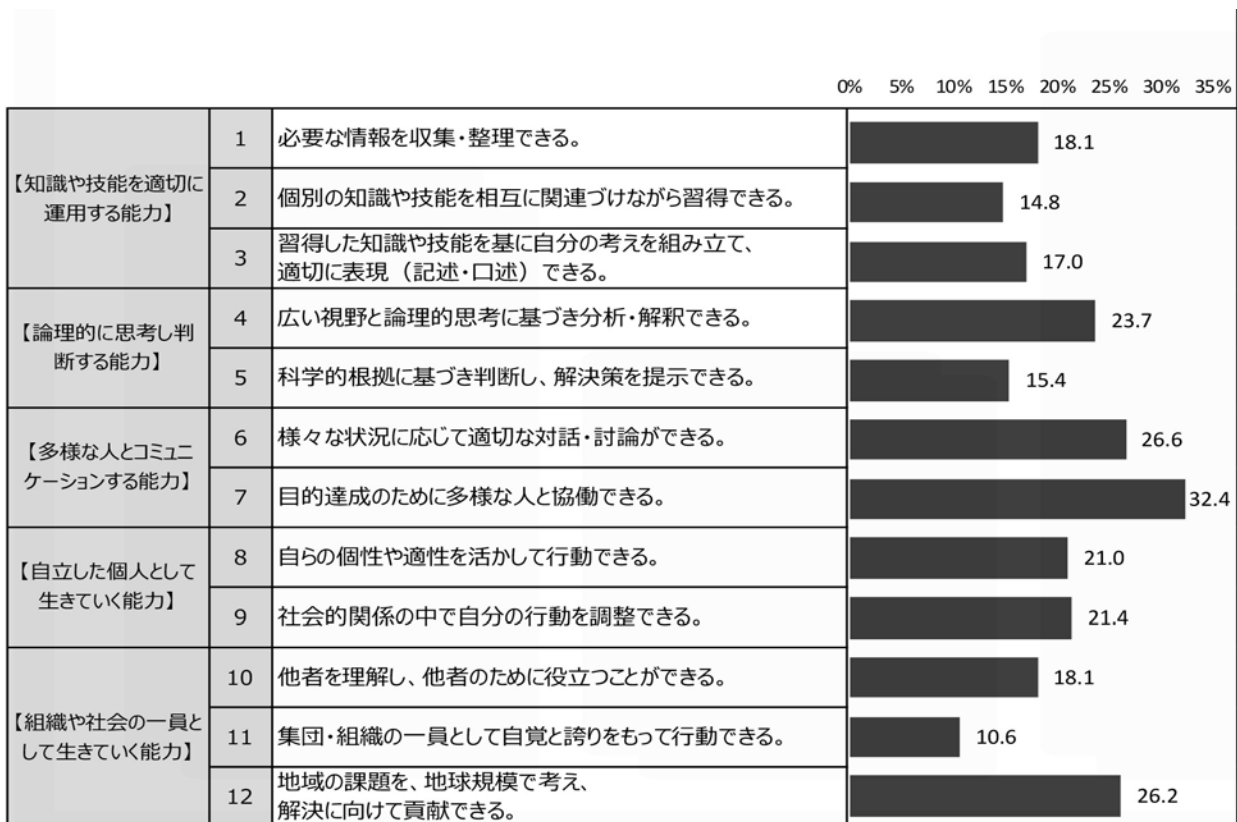 0% 5% 10% 15% 20% 25% 30% 35%
【知識や技能を適切に
運用する能力】
1 必要な情報を収集・整理できる。 18.1
2 個別の知識や技能を相互に関連づけながら習得できる。 14.8
3 習得した知識や技能を基に自分の考えを組み立て、
適切に表現（記述・口述）できる。 17.0
【論理的に思考し判
断する能力】
4 広い視野と論理的思考に基づき分析・解釈できる。 23.7
5 科学的根拠に基づき判断し、解決策を提示できる。 15.4
【多様な人とコミュニ
ケーションする能力】
6 様々な状況に応じて適切な対話・討論ができる。 26.6
7 目的達成のために多様な人と協働できる。 32.4
【自立した個人として
生きていく能力】
8 自らの個性や適性を活かして行動できる。 21.0
9 社会的関係の中で自分の行動を調整できる。 21.4
【組織や社会の一員と
して生きていく能力】
10 他者を理解し、他者のために役立つことができる。 18.1
11 集団・組織の一員として自覚と誇りをもって行動できる。 10.6
12 地域の課題を、地球規模で考え、
解決に向けて貢献できる。 26.2